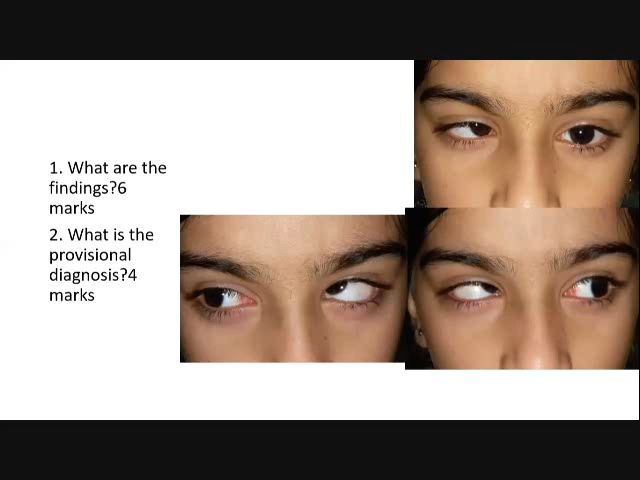 1. What are the
findings?6
marks
2. What is the
provisional
diagnosis?4
marks